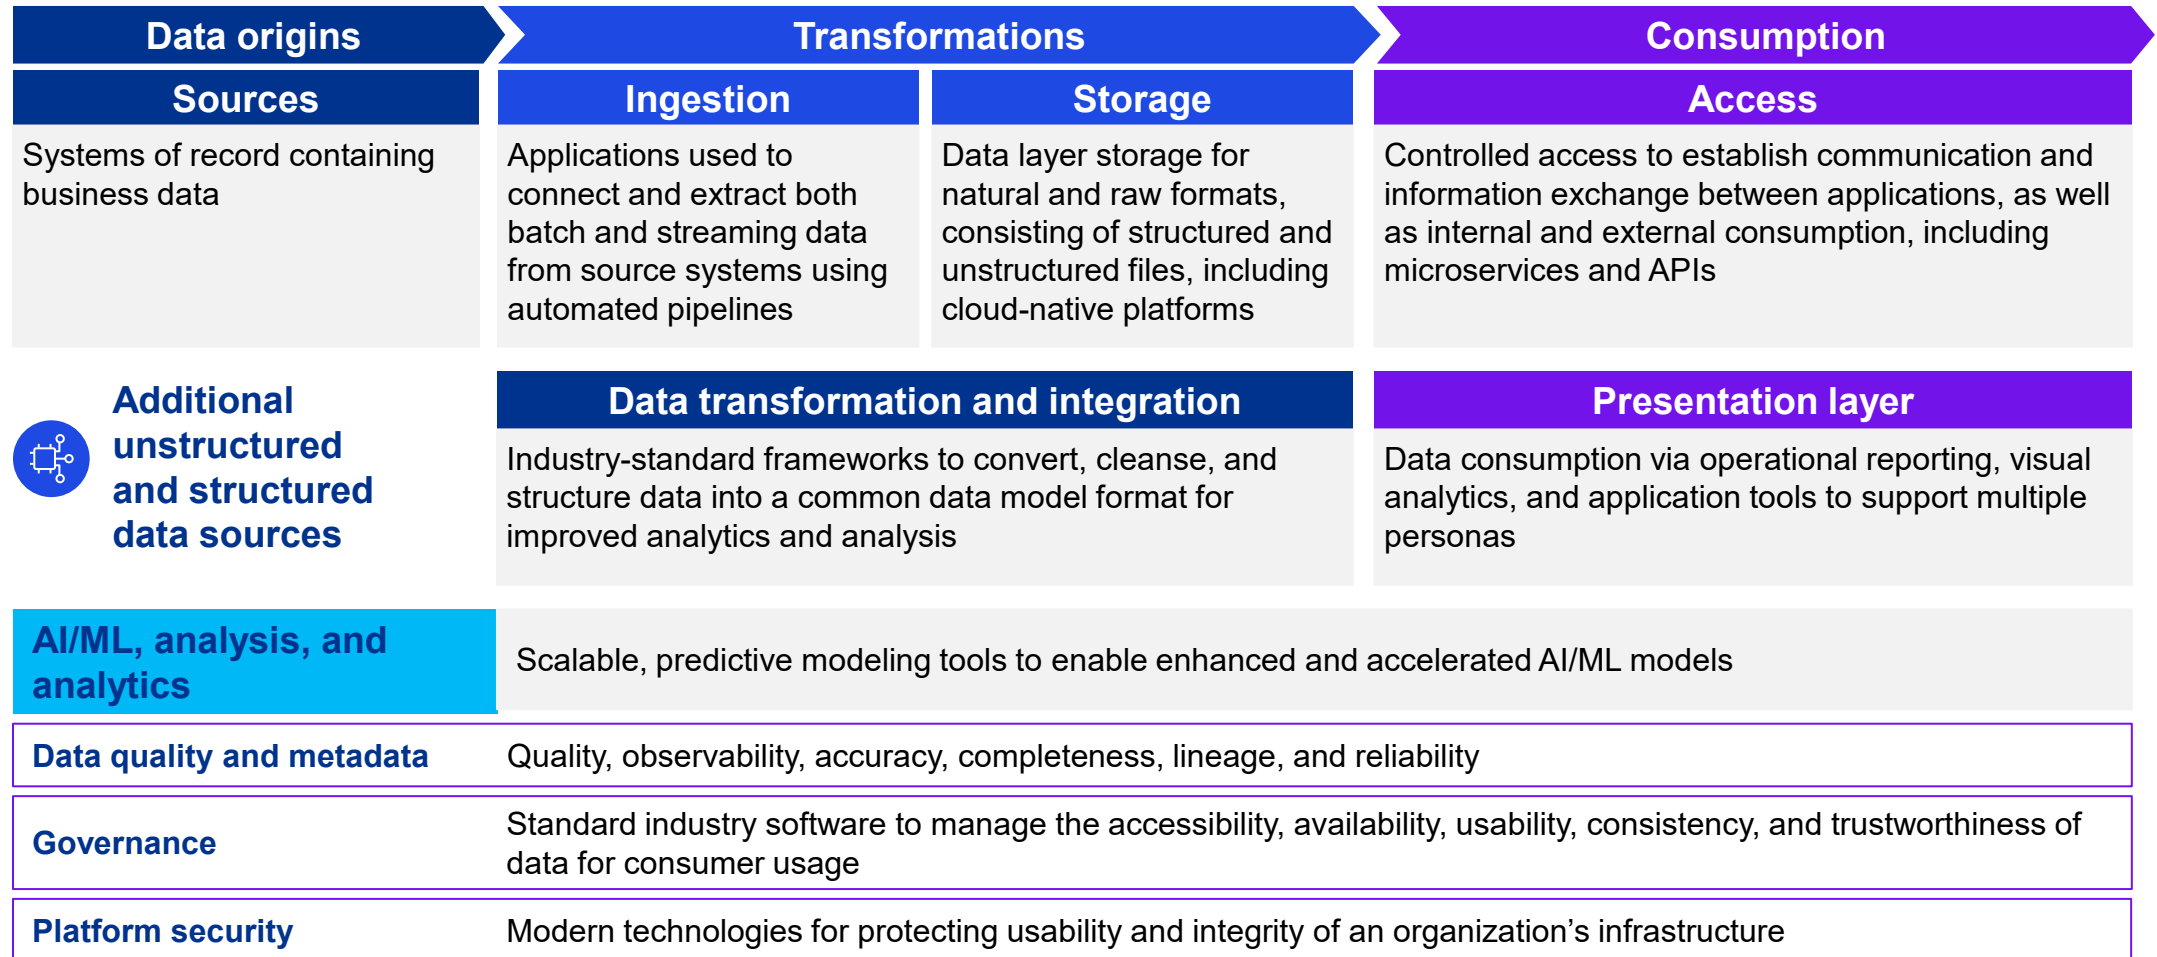 Data origins
Transformations
Consumption
Sources
Ingestion
Storage
Access
Systems of record containing
business data
Applications used to
connect and extract both
batch and streaming data
from source systems using
automated pipelines
Data layer storage for
natural and raw formats,
consisting of structured and
unstructured files, including
cloud-native platforms
Controlled access to establish communication and
information exchange between applications, as well
as internal and external consumption, including
microservices and APIs
Additional
unstructured
and structured
data sources
Data transformation and integration
Industry-standard frameworks to convert, cleanse, and
structure data into a common data model format for
improved analytics and analysis
Presentation layer
Data consumption via operational reporting, visual
analytics, and application tools to support multiple
personas
AI/ML, analysis, and
analytics
Scalable, predictive modeling tools to enable enhanced and accelerated AI/ML models
Data quality and metadata
Quality, observability, accuracy, completeness, lineage, and reliability
Governance
Standard industry software to manage the accessibility, availability, usability, consistency, and trustworthiness of
data for consumer usage
Platform security
Modern technologies for protecting usability and integrity of an organization’s infrastructure